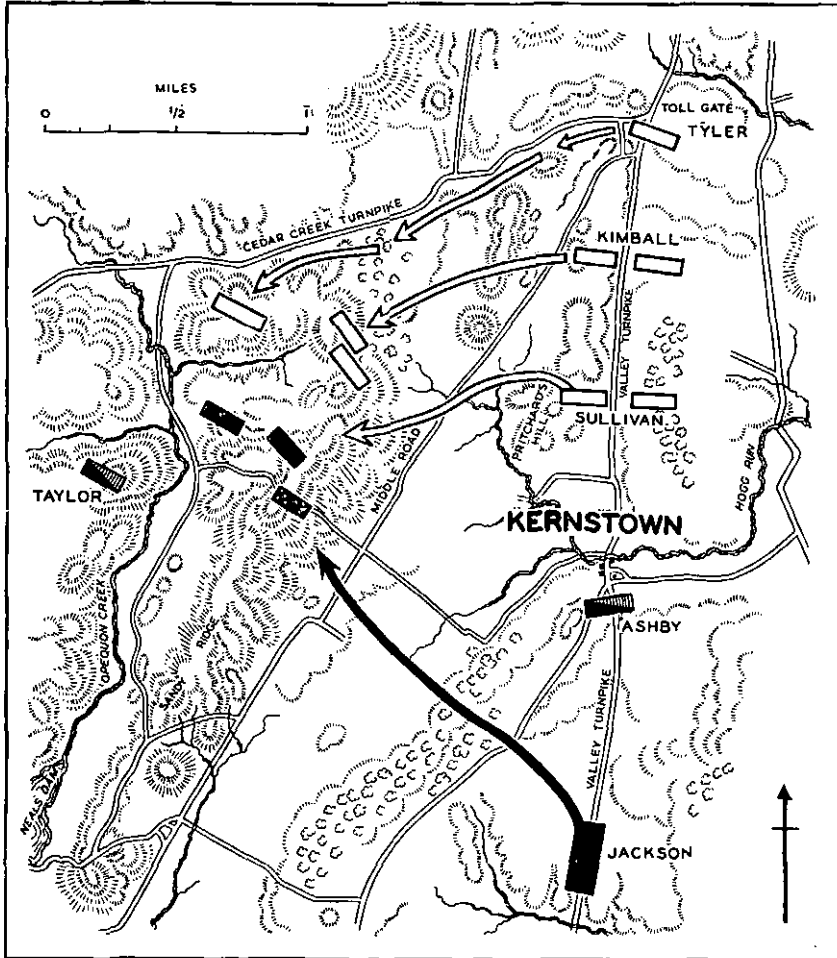 MILES
0 1/2 1
TOLL GATE
TYLER
CEDAR CREEK TURNPIKE
KIMBALL
VALLEY TURNPIKE
PRITCHARD'S
HILL
SULLIVAN
MIDDLE ROAD
HOGG RUN
TAYLOR
KERNSTOWN
OPEQUON CREEK
SANDY RIDGE
ASHBY
VALLEY TURNPIKE
NEALS DAM
JACKSON